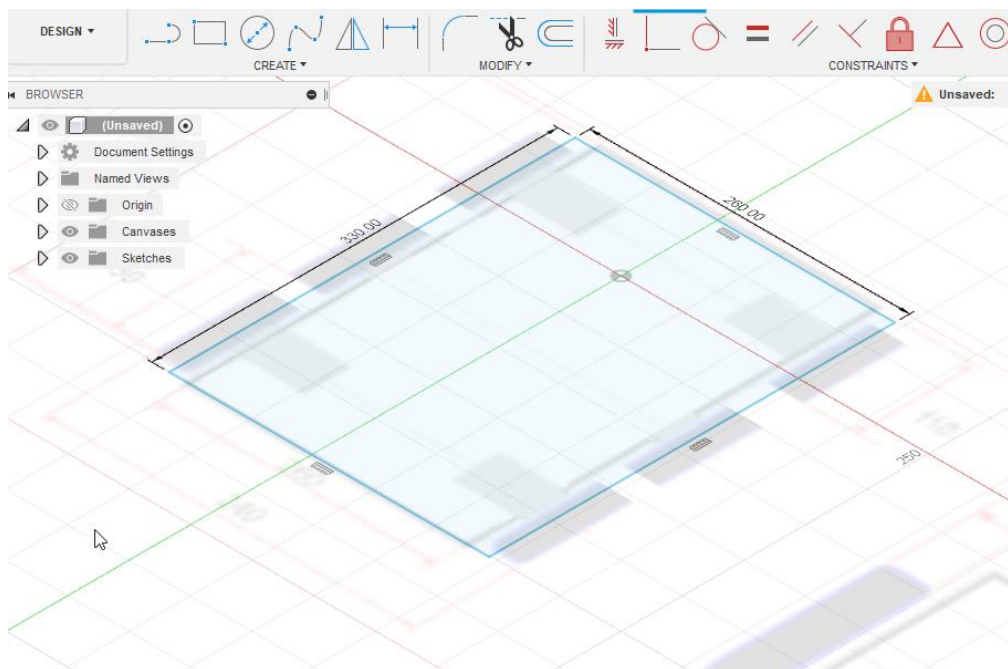 DESIGN ▾
CREATE ▾
MODIFY ▾
CONSTRAINTS ▾
BROWSER
Unsaved:
(Unsaved)
Document Settings
Named Views
Origin
Canvases
Sketches
330.00
260.00
250
110